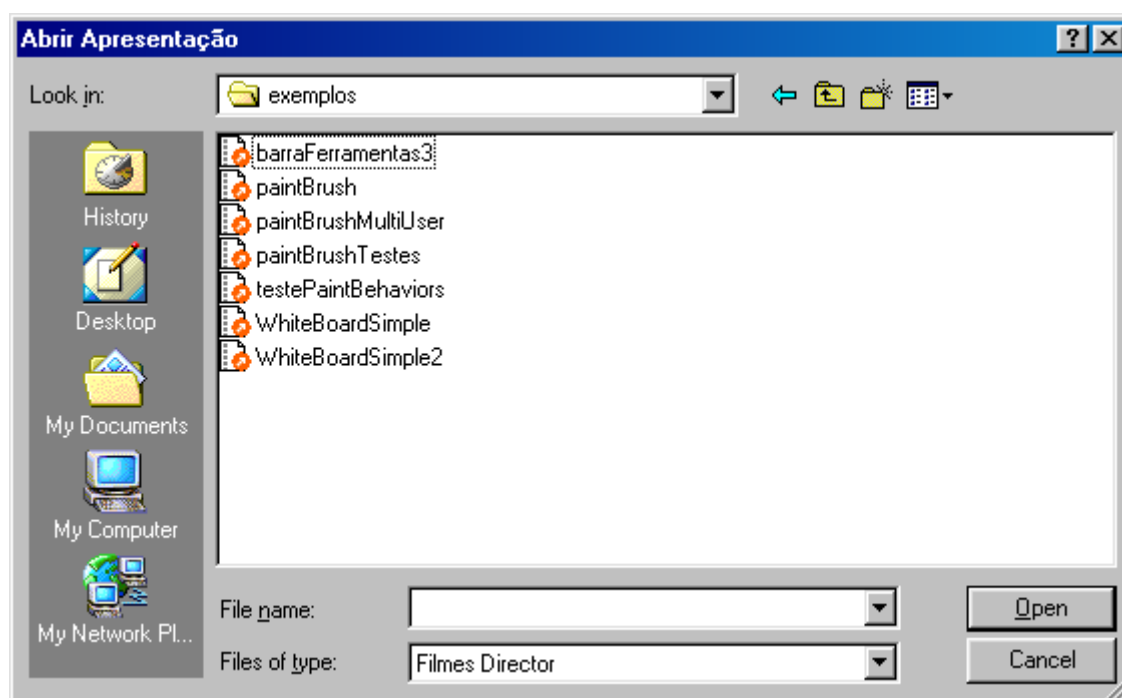 Abrir Apresentação
Look in:
exemplos
barraFerramentas3
paintBrush
paintBrushMultiUser
paintBrushTestes
testePaintBehaviors
WhiteBoardSimple
WhiteBoardSimple2
History
Desktop
My Documents
My Computer
My Network Pl...
File name:
Open
Files of type:
Filmes Director
Cancel